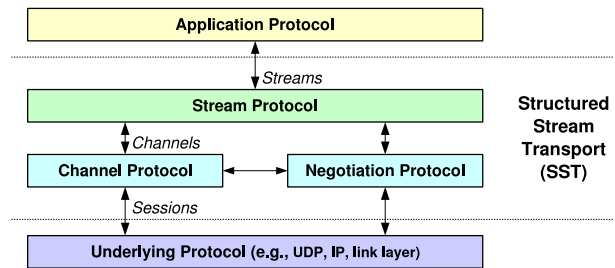 Application Protocol
Streams
Stream Protocol
Channels
Channel Protocol
Negotiation Protocol
Sessions
Underlying Protocol (e.g., UDP, IP, link layer)
Structured
Stream
Transport
(SST)